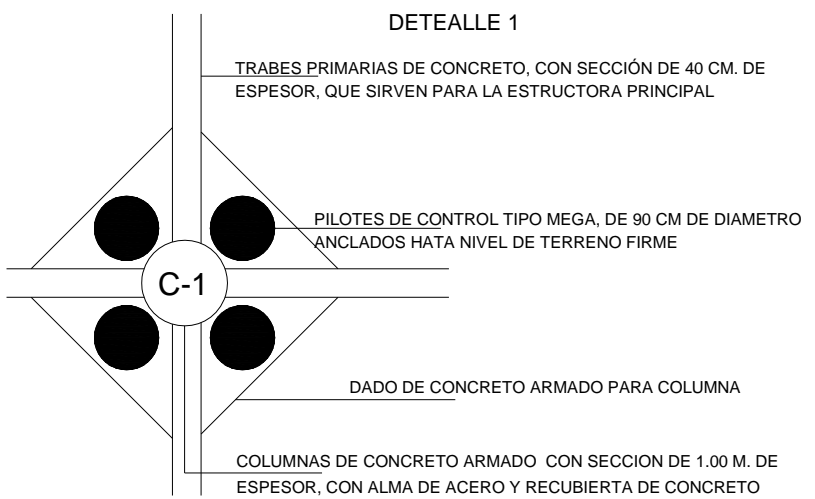 DETEALLE 1
TRABES PRIMARIAS DE CONCRETO, CON SECCIÓN DE 40 CM. DE
ESPESOR, QUE SIRVEN PARA LA ESTRUCTORA PRINCIPAL
PILOTES DE CONTROL TIPO MEGA, DE 90 CM DE DIAMETRO
ANCLADOS HATA NIVEL DE TERRENO FIRME
C-1
DADO DE CONCRETO ARMADO PARA COLUMNA
COLUMNAS DE CONCRETO ARMADO CON SECCION DE 1.00 M. DE
ESPESOR, CON ALMA DE ACERO Y RECUBIERTA DE CONCRETO